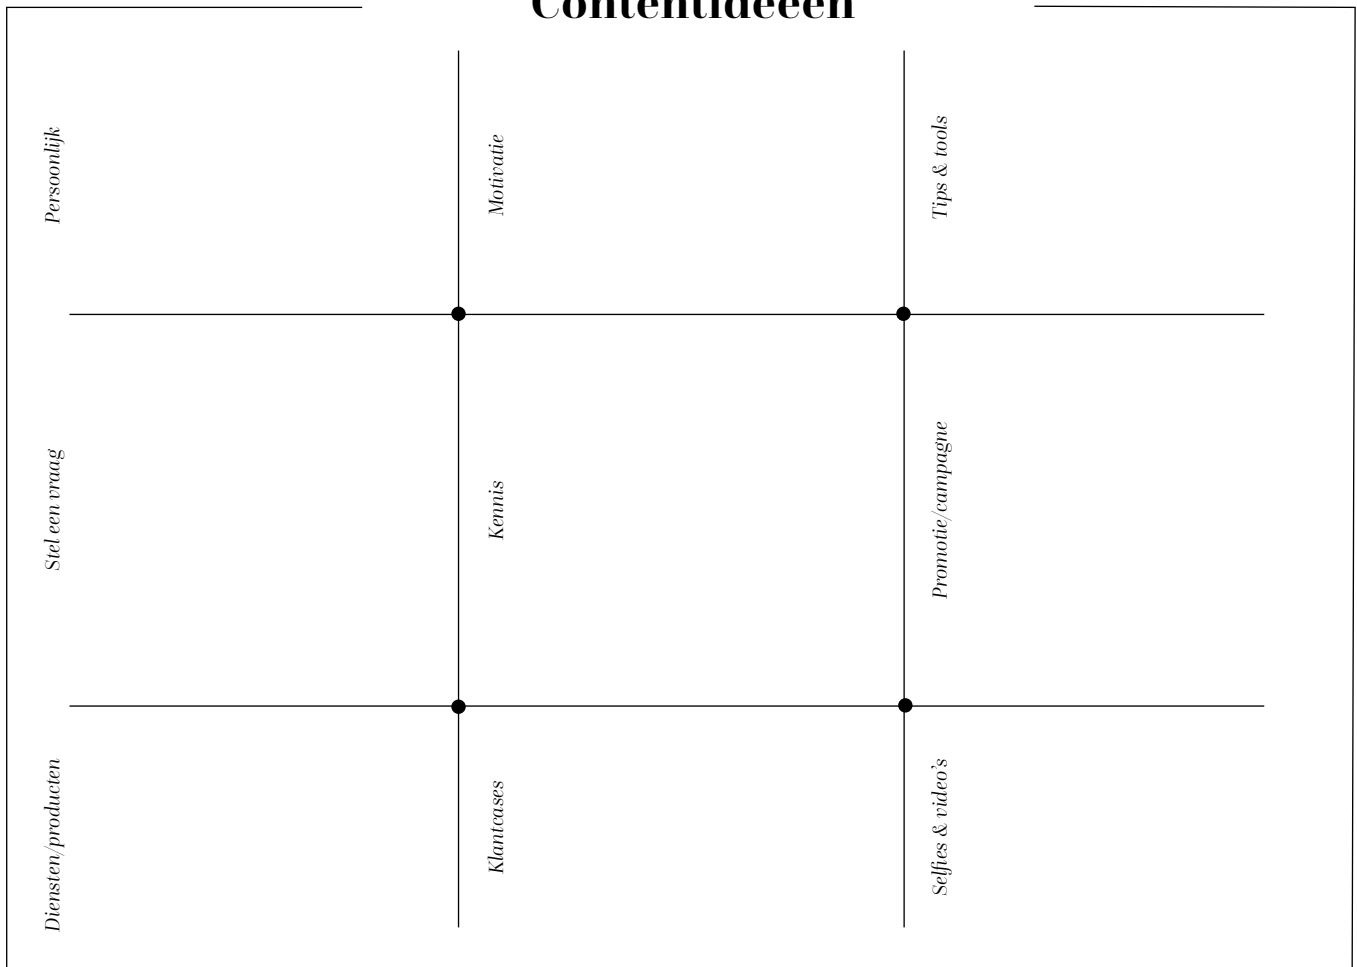 Contentideeën
Persoonlijk
Motivatie
Tips & tools
Stel een vraag
Kennis
Promotie/campagne
Diensten/producten
Klantcases
Selfies & video's